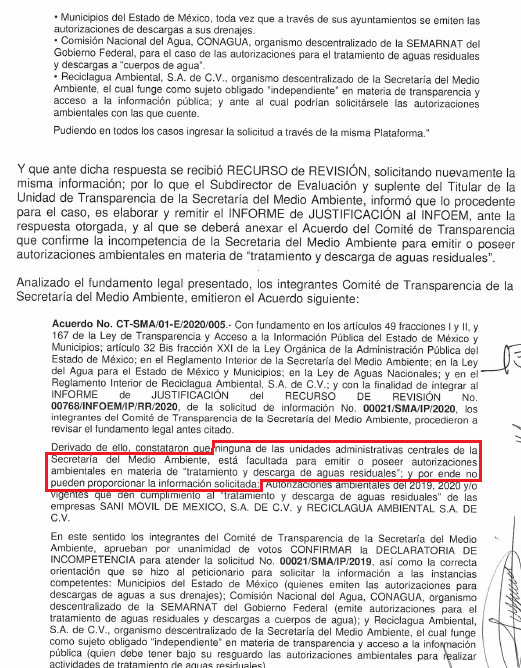 • Municipios del Estado de México, toda vez que a través de sus ayuntamientos se emiten las
autorizaciones de descargas a sus drenajes.
• Comisión Nacional del Agua, CONAGUA, organismo descentralizado de la SEMARNAT del
Gobierno Federal, para el caso de las autorizaciones para el tratamiento de aguas residuales
y descargas a "cuerpos de agua".
• Reciclagua Ambiental, S.A. de C.V., organismo descentralizado de la Secretaría del Medio
Ambiente, el cual funge como sujeto obligado "independiente" en materia de transparencia y
acceso a la información pública; y ante al cual podrían solicitársele las autorizaciones
ambientales con las que cuente.
Pudiendo en todos los casos ingresar la solicitud a través de la misma Plataforma."
Y que ante dicha respuesta se recibió RECURSO de REVISIÓN, solicitando nuevamente la
misma información; por lo que el Subdirector de Evaluación y suplente del Titular de la
Unidad de Transparencia de la Secretaría del Medio Ambiente, informó que lo procedente
para el caso, es elaborar y remitir el INFORME de JUSTIFICACIÓN al INFOEM, ante la
respuesta otorgada, y al que se deberá anexar el Acuerdo del Comité de Transparencia
que confirme la incompetencia de la Secretaria del Medio Ambiente para emitir o poseer
autorizaciones ambientales en materia de "tratamiento y descarga de aguas residuales".
Analizado el fundamento legal presentado, los integrantes Comité de Transparencia de la
Secretaría del Medio Ambiente, emitieron el Acuerdo siguiente:
Acuerdo No. CT-SMA/01-E/2020/005.- Con fundamento en los artículos 49 fracciones I y II, y
167 de la Ley de Transparencia y Acceso a la Información Pública del Estado de México y
Municipios; artículo 32 Bis fracción XXI de la Ley Orgánica de la Administración Pública del
Estado de México; en el Reglamento Interior de la Secretaría del Medio Ambiente; en la Ley
del Agua para el Estado de México y Municipios; en la Ley de Aguas Nacionales; y en el
Reglamento Interior de Reciclagua Ambiental, S.A. de C.V.; y con la finalidad de integrar al
INFORME de JUSTIFICACIÓN del RECURSO DE REVISIÓN No.
00768/INFOEM/IP/RR/2020, de la solicitud de información No. 00021/SMA/IP/2020, los
integrantes del Comité de Transparencia de la Secretaría del Medio Ambiente, procedieron a
revisar el fundamento legal antes citado.
Derivado de ello, constataron que ninguna de las unidades administrativas centrales de la
Secretaría del Medio Ambiente, está facultada para emitir o poseer autorizaciones
ambientales en materia de "tratamiento y descarga de aguas residuales"; y por ende no
pueden proporcionar la información solicitada: "Autorizaciones ambientales del 2019, 2020 y/o
vigentes que den cumplimiento al "tratamiento y descarga de aguas residuales" de las
empresas SANI MOVIL DE MEXICO, S.A. DE C.V. y RECICLAGUA AMBIENTAL S.A. DE
C.V.
En este sentido los integrantes del Comité de Transparencia de la Secretaría del Medio
Ambiente, aprueban por unanimidad de votos CONFIRMAR la DECLARATORIA DE
INCOMPETENCIA para atender la solicitud No. 00021/SMA/IP/2019, así como la correcta
orientación que se hizo al peticionario para solicitar la información a las instancias
competentes: Municipios del Estado de México (quienes emiten las autorizaciones para
descargas de aguas a sus drenajes); Comisión Nacional del Agua, CONAGUA, organismo
descentralizado de la SEMARNAT del Gobierno Federal (emite autorizaciones para el
tratamiento de aguas residuales y descargas a cuerpos de agua); y Reciclagua Ambiental,
S.A. de C.V., organismo descentralizado de la Secretaría del Medio Ambiente, el cual funge
como sujeto obligado "independiente" en materia de transparencia y acceso a la información
pública (quien debe tener bajo su resguardo las autorizaciones ambientales para realizar
actividades de tratamiento de aguas residuales)